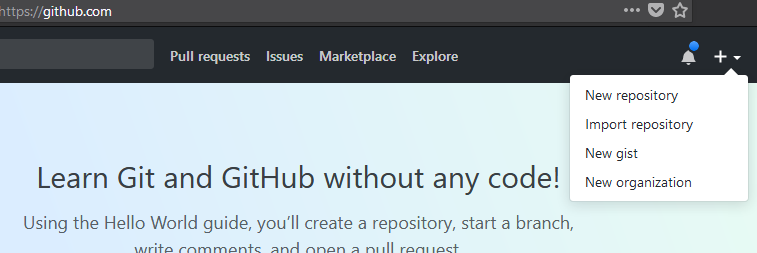 https://github.com
Pull requests Issues Marketplace Explore
New repository
Import repository
New gist
New organization
Learn Git and GitHub without any code!
Using the Hello World guide, you’ll create a repository, start a branch,
write comments, and open a pull request.